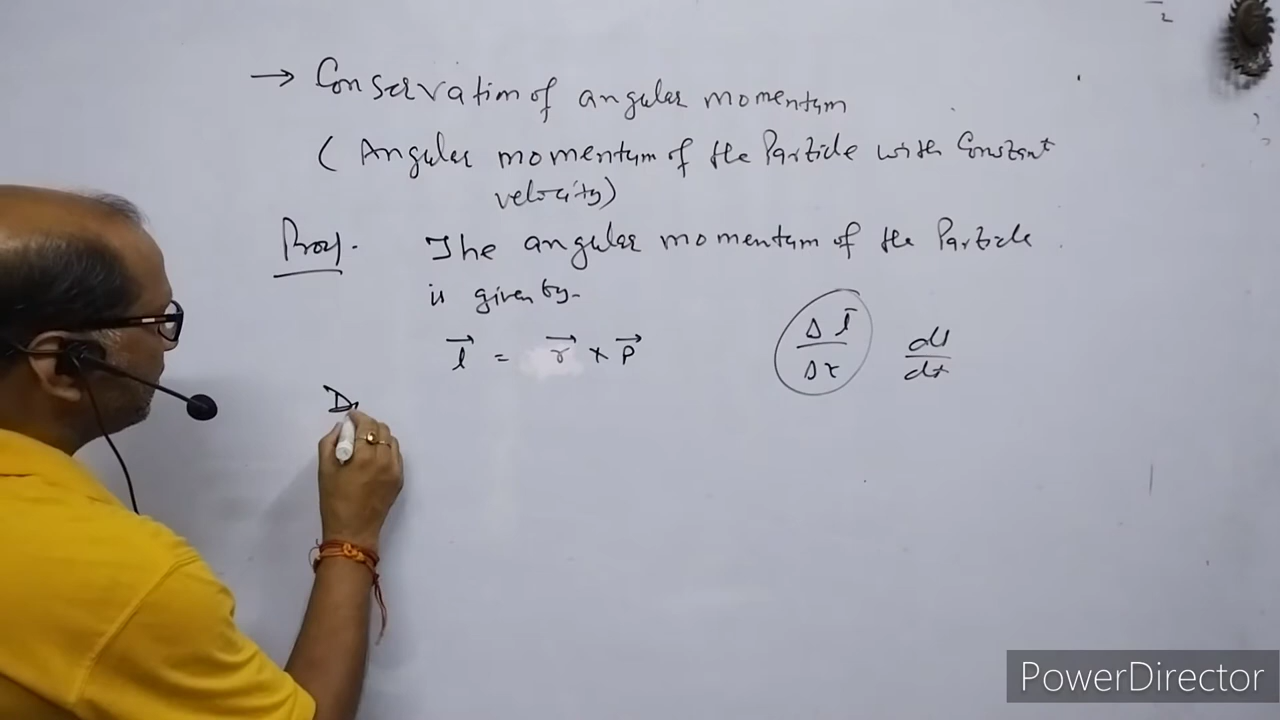 → Conservation of angular momentum
( Angular momentum of the Particle with Constant
velocity)
Proof. The angular momentum of the Particle
is given by-
l⃗ = r⃗ × p⃗
Δ l⃗ / Δt dl / dt
D
PowerDirector